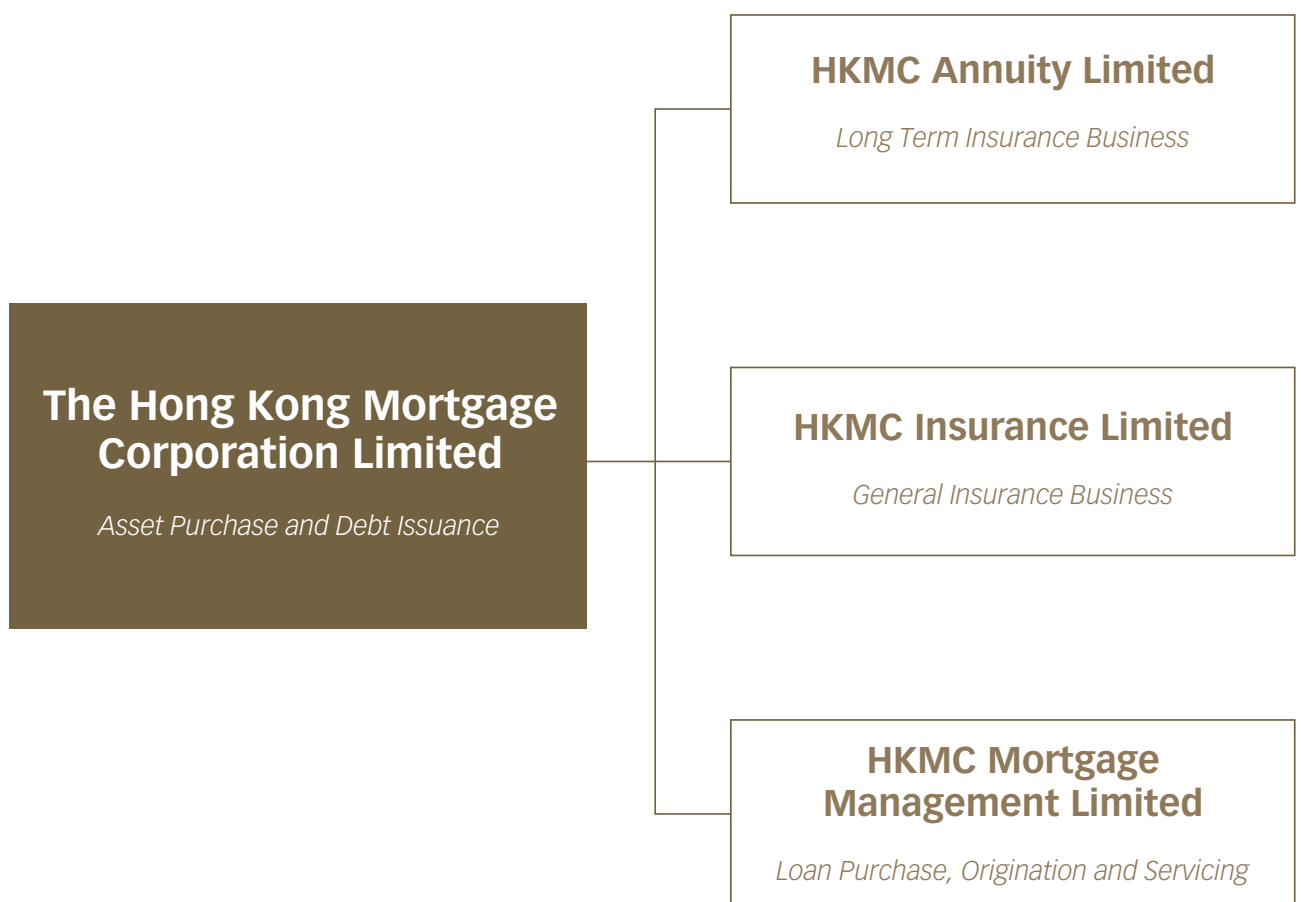 HKMC Annuity Limited
Long Term Insurance Business
The Hong Kong Mortgage
Corporation Limited
Asset Purchase and Debt Issuance
HKMC Insurance Limited
General Insurance Business
HKMC Mortgage
Management Limited
Loan Purchase, Origination and Servicing